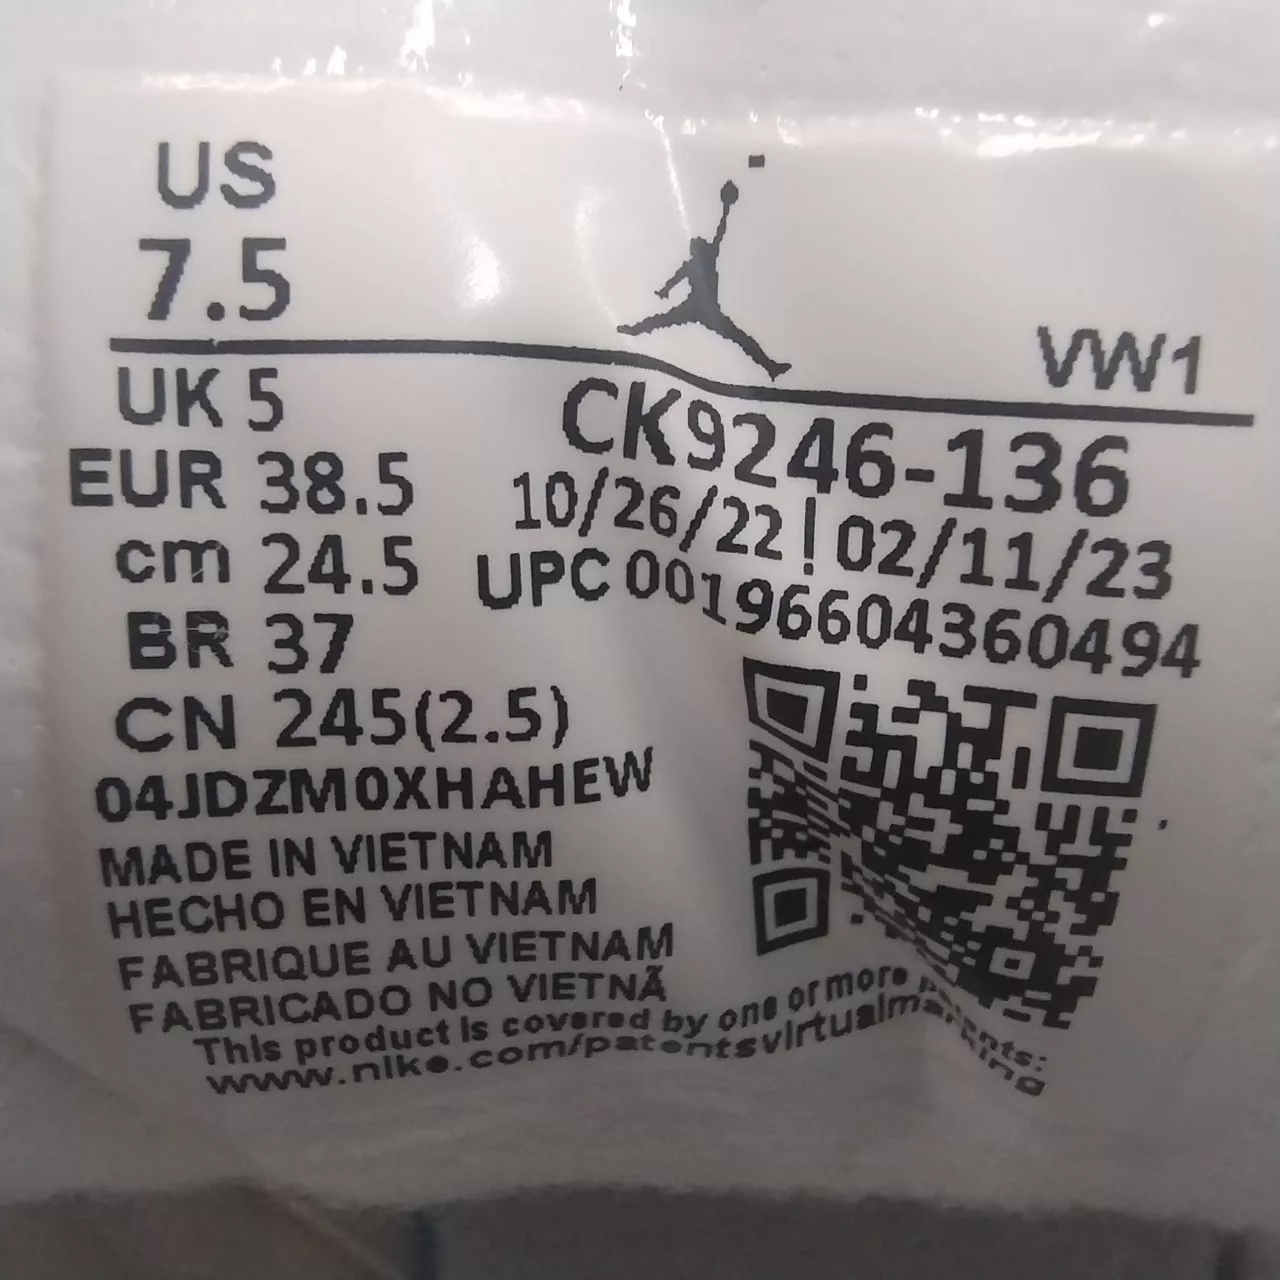 US
7.5
VW1
UK 5
EUR 38.5
cm 24.5
BR 37
CN 245(2.5)
CK9246-136
10/26/22 | 02/11/23
UPC 00196604360494
04JDZM0XHAHEW
MADE IN VIETNAM
HECHO EN VIETNAM
FABRIQUE AU VIETNAM
FABRICADO NO VIETNÃ
This product is covered by one or more patents:
www.nike.com/patentsvirtualmarking